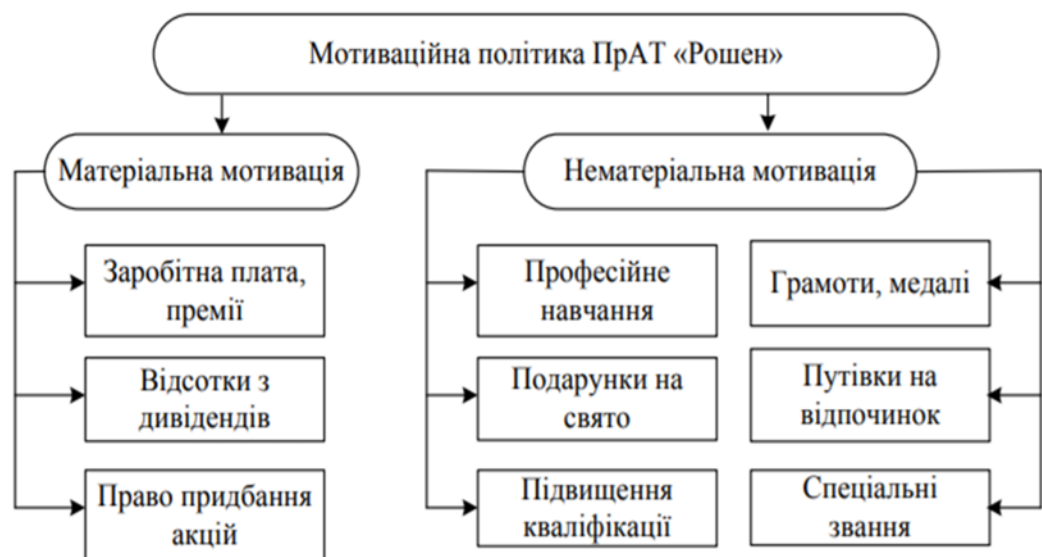 Мотиваційна політика ПрАТ «Рошен»
Матеріальна мотивація
Заробітна плата,
премії
Відсотки з
дивидендів
Право придбання
акцій
Нематеріальна мотивація
Професійне
навчання
Подарунки на
свято
Підвищення
кваліфікації
Грамоти, медалі
Путівки на
відпочинок
Спеціальні
звання